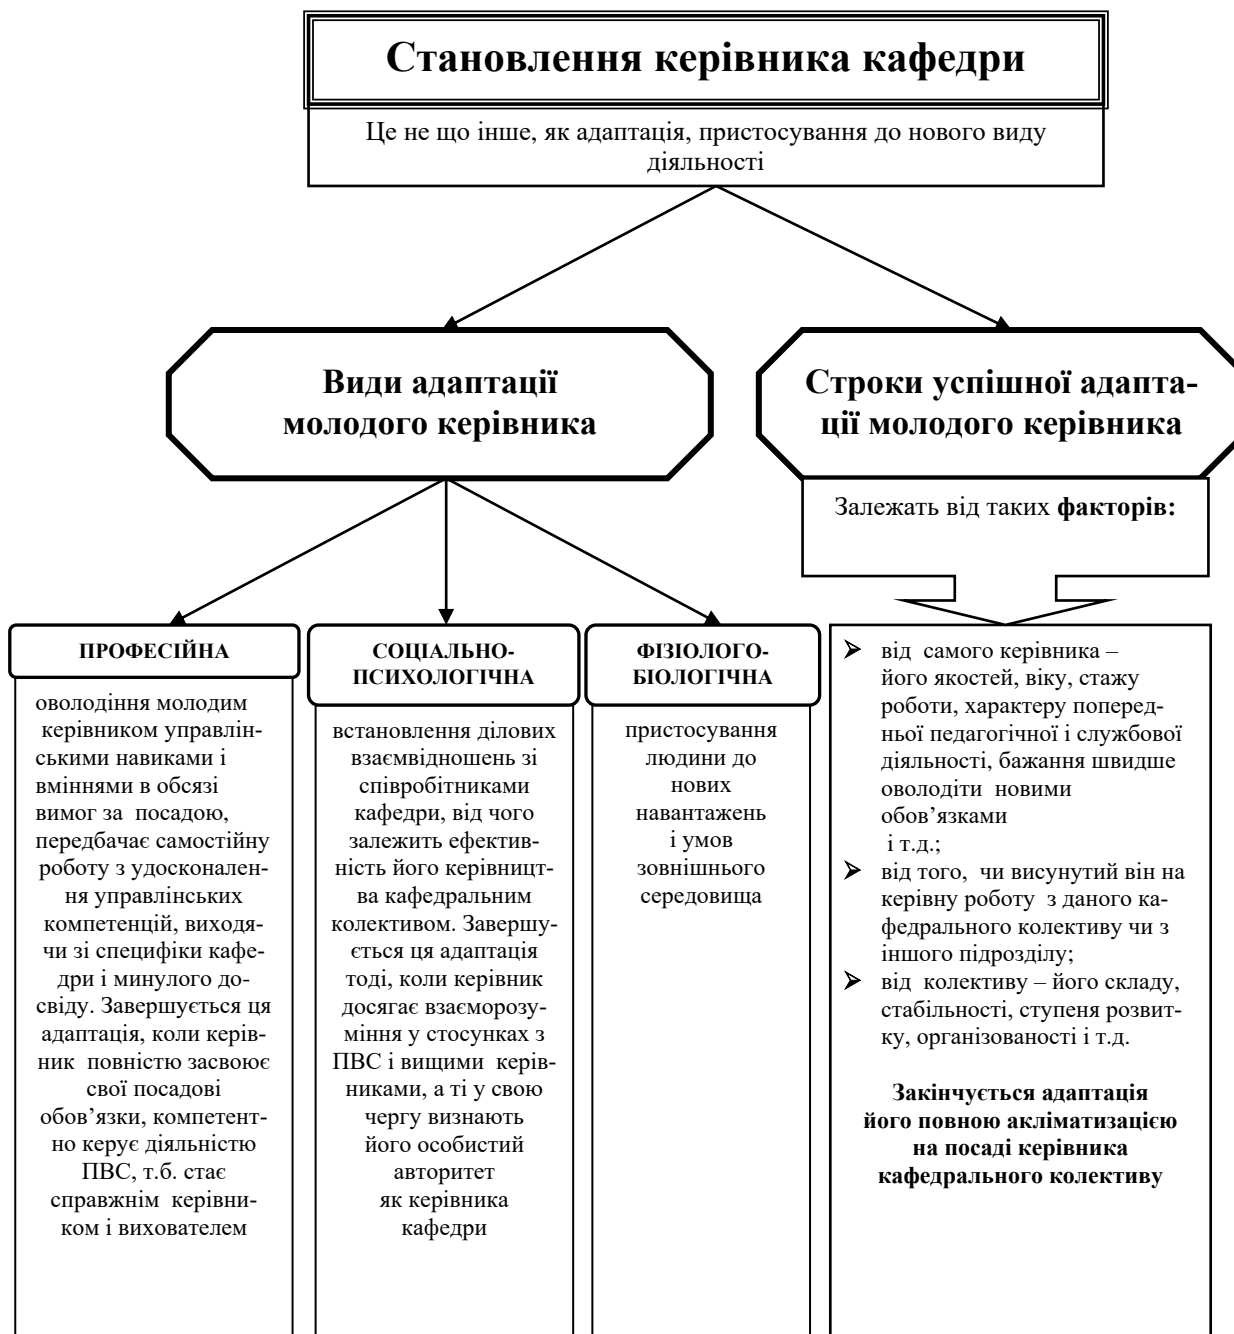 Становлення керівника кафедри
Це не що інше, як адаптація, пристосування до нового виду
діяльності
Види адаптації
молодого керівника
Строки успішної адапта-
ції молодого керівника
Залежать від таких факторів:
ПРОФЕСІЙНА
оволодіння молодим
керівником управлін-
ськими навиками і
вміннями в обсязі
вимог за посадою,
передбачає самостійну
роботу з удосконален-
ня управлінських
компетенцій, виходя-
чи зі специфіки кафе-
дри і минулого до-
свіду. Завершується ця
адаптація, коли керів-
ник повністю засвоює
свої посадові
обов’язки, компетент-
но керує діяльністю
ПВС, т.б. стає
справжнім керівни-
ком і вихователем
СОЦІАЛЬНО-
ПСИХОЛОГІЧНА
встановлення ділових
взаємвідношень зі
співробітниками
кафедри, від чого
залежить ефектив-
ність його керівницт-
ва кафедральним
колективом. Завершу-
ється ця адаптація
тоді, коли керівник
досягає взаєморозу-
міння у стосунках з
ПВС і вищими керів-
никами, а ті у свою
чергу визнають
його особистий
авторитет
як керівника
кафедри
ФІЗІОЛОГО-
БІОЛОГІЧНА
пристосування
людини до
нових
навантажень
і умов
зовнішнього
середовища
➢ від самого керівника –
його якостей, віку, стажу
роботи, характеру поперед-
ньої педагогічної і службової
діяльності, бажання швидше
оволодіти новими
обов’язками
і т.д.;
➢ від того, чи висунутий він на
керівну роботу з даного ка-
федрального колективу чи з
іншого підрозділу;
➢ від колективу – його складу,
стабільності, ступеня розвит-
ку, організованості і т.д.
Закінчується адаптація
його повною акліматизацією
на посаді керівника
кафедрального колективу